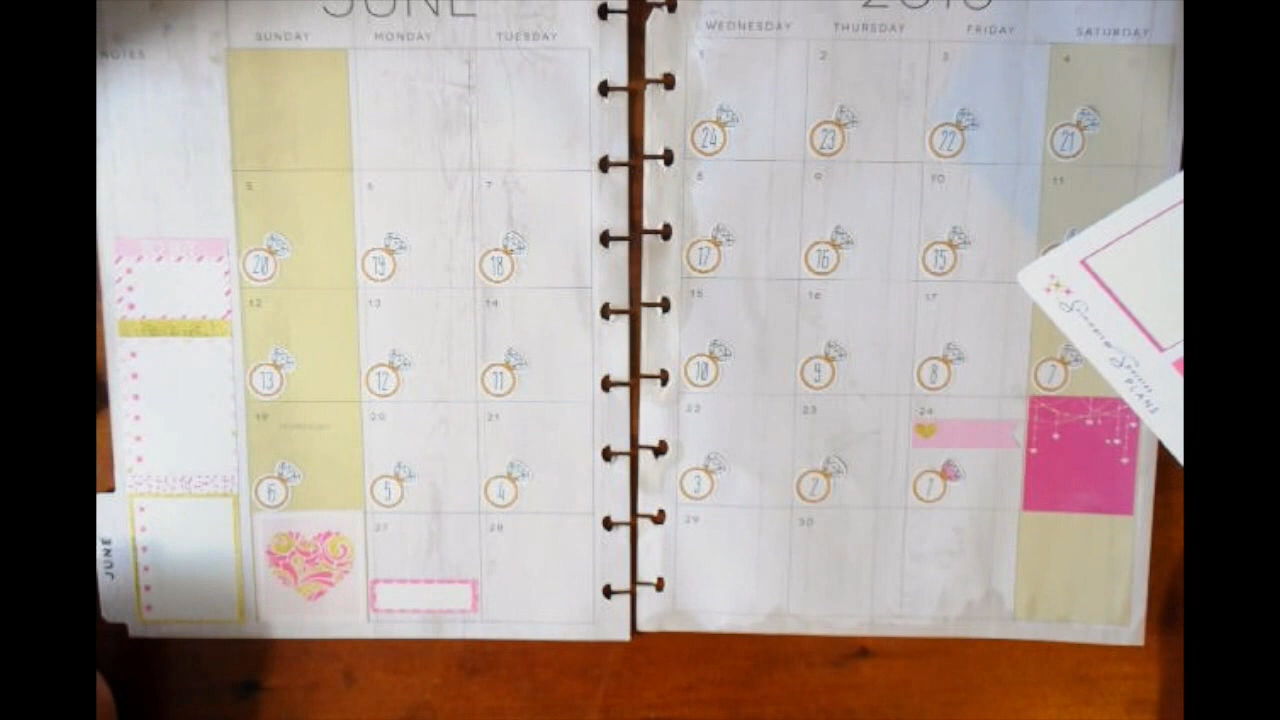 JUNE
NOTES SUNDAY MONDAY TUESDAY WEDNESDAY THURSDAY FRIDAY SATURDAY
1 2 3 4
24 23 22 21
5 6 7 8 9 10 11
20 19 18 17 16 15
12 13 14 15 16 17
13 12 11 10 9 8 7
19 20 21 22 23 24
6 5 4 3 2 1
27 28 29 30
JUNE
PLANS